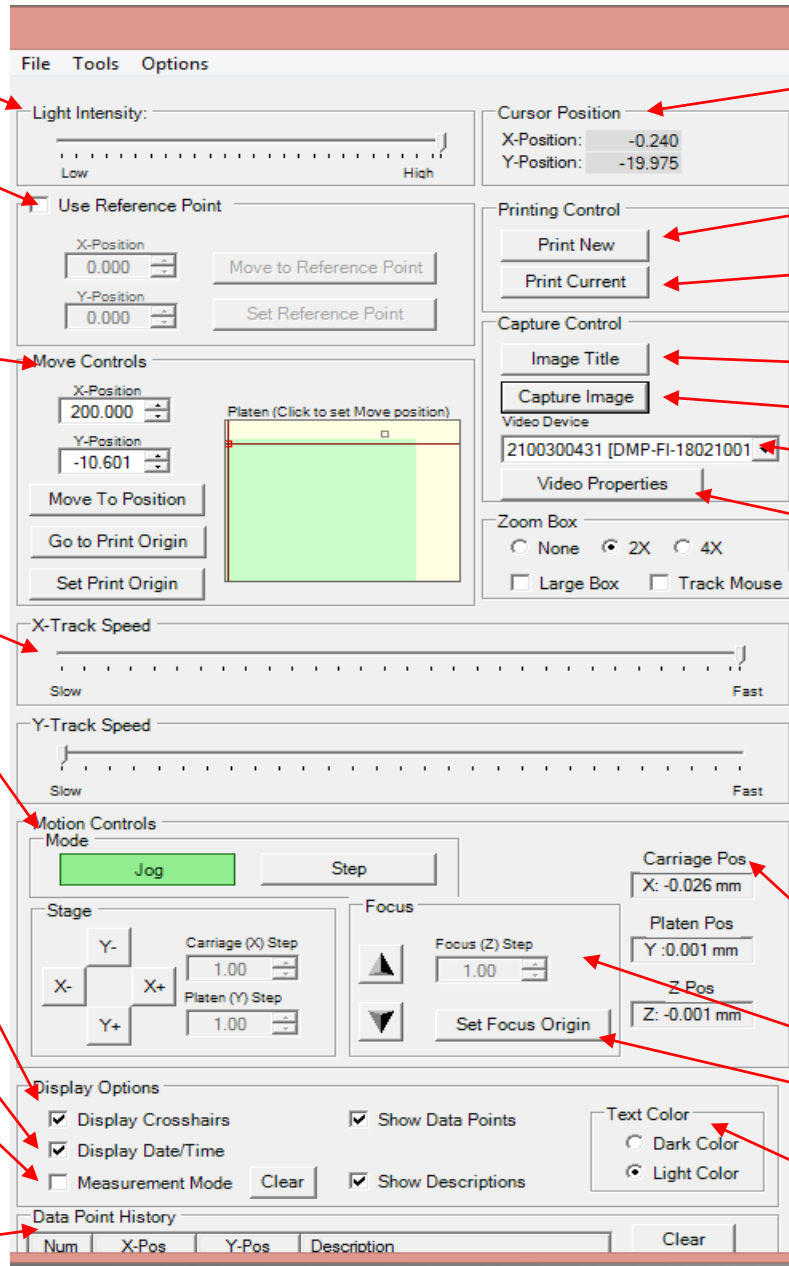 File Tools Options
Light Intensity:
Low High
Cursor Position
X-Position: -0.240
Y-Position: -19.975
Use Reference Point
X-Position
0.000
Move to Reference Point
Y-Position
0.000
Set Reference Point
Printing Control
Print New
Print Current
Capture Control
Image Title
Capture Image
Video Device
2100300431 [DMP-FI-18021001
Video Properties
Move Controls
X-Position
200.000
Y-Position
-10.601
Move To Position
Go to Print Origin
Set Print Origin
Platen (Click to set Move position)
Zoom Box
None 2X 4X
Large Box Track Mouse
X-Track Speed
Slow Fast
Y-Track Speed
Slow Fast
Motion Controls
Mode
Jog Step
Stage
Y-
X- X+
Y+
Carriage (X) Step
1.00
Platen (Y) Step
1.00
Focus
Focus (Z) Step
1.00
Set Focus Origin
Carriage Pos
X: -0.026 mm
Platen Pos
Y :0.001 mm
Z Pos
Z: -0.001 mm
Display Options
Display Crosshairs Show Data Points
Display Date/Time
Measurement Mode Clear Show Descriptions
Text Color
Dark Color
Light Color
Data Point History
Num X-Pos Y-Pos Description
Clear